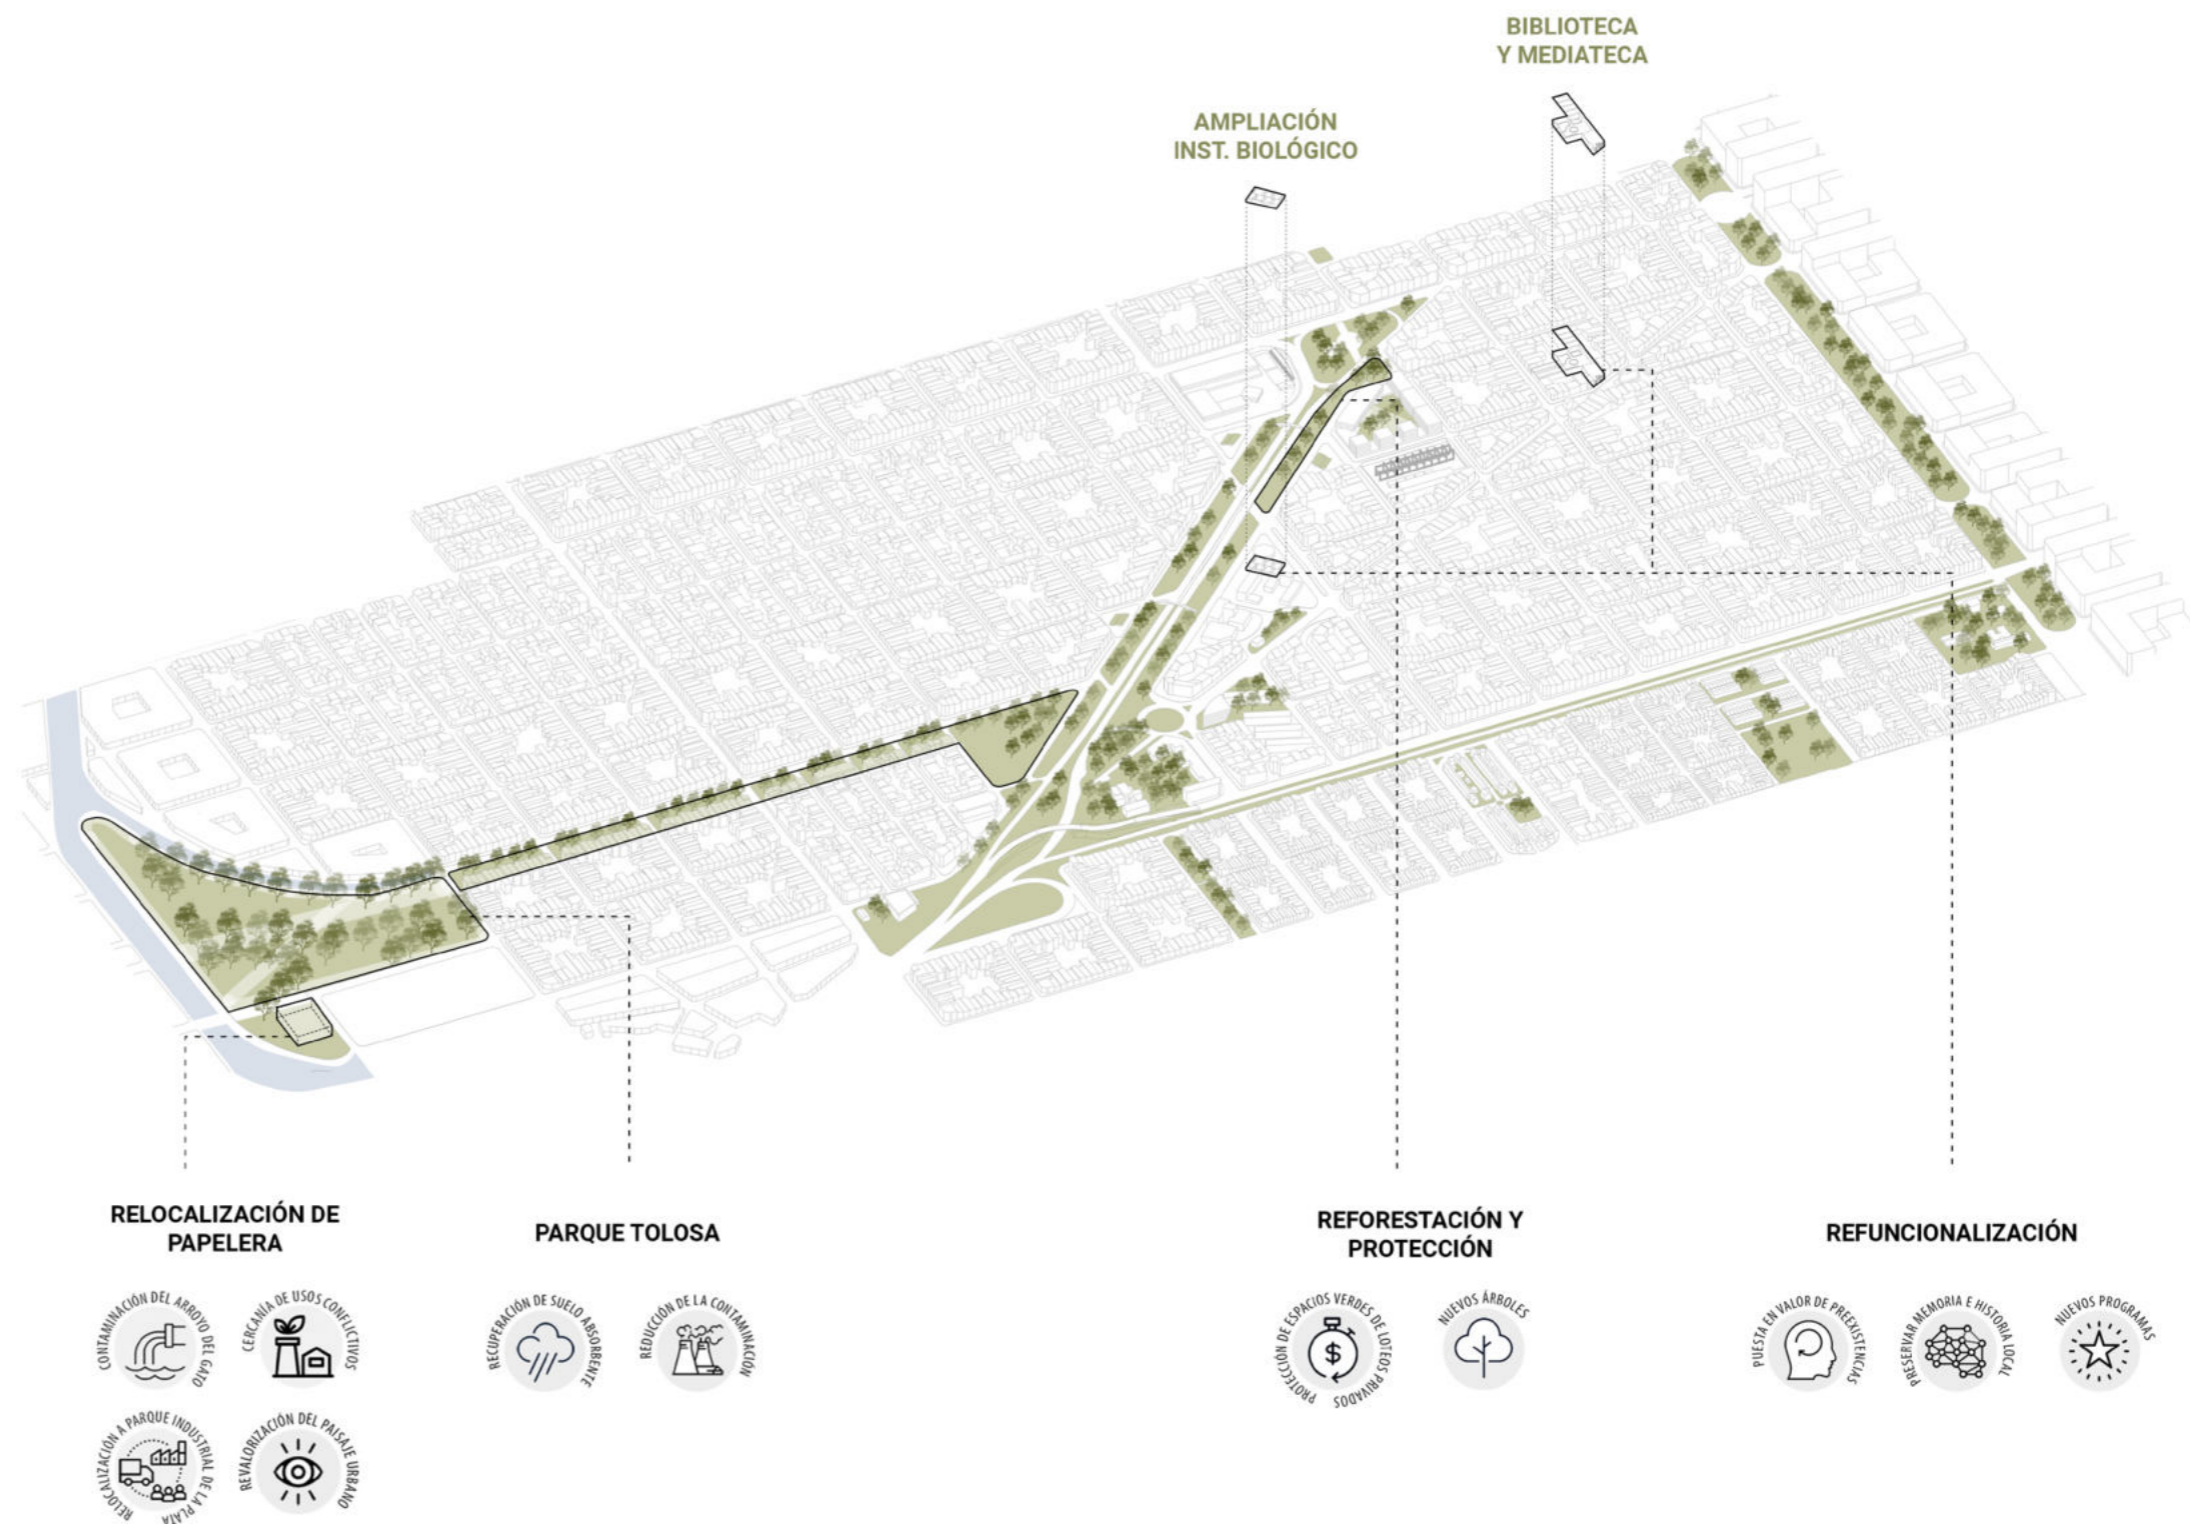 BIBLIOTECA
Y MEDIATECA
AMPLIACIÓN
INST. BIOLÓGICO
RELOCALIZACIÓN DE
PAPELERA
CONTAMINACIÓN DEL ARROYO DEL GATO
CERCANÍA DE USOS CONFLICTIVOS
RELOCALIZACIÓN A PARQUE INDUSTRIAL DE LA PLATA
REVALORIZACIÓN DEL PAISAJE URBANO
PARQUE TOLOSA
RECUPERACIÓN DE SUELO ABSORBENTE
REDUCCIÓN DE LA CONTAMINACIÓN
REFORESTACIÓN Y
PROTECCIÓN
PROTECCIÓN DE ESPACIOS VERDES DE LOTEOS PRIVADOS
$
NUEVOS ÁRBOLES
REFUNCIONALIZACIÓN
PUESTA EN VALOR DE PREEXISTENCIAS
PRESERVAR MEMORIA E HISTORIA LOCAL
NUEVOS PROGRAMAS